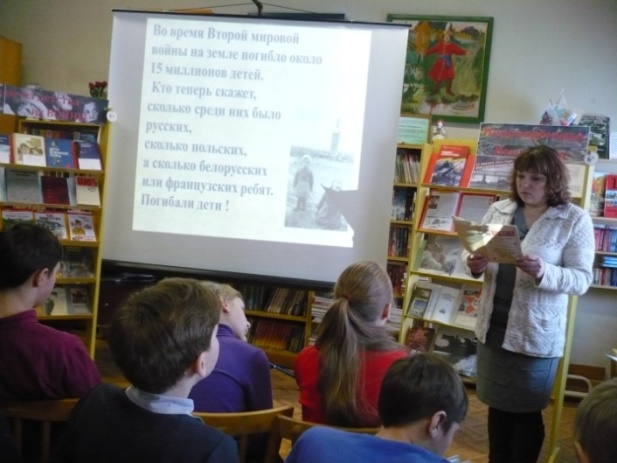 Во время Второй мировой
войны на земле погибло около
15 миллионов детей.
Кто теперь скажет,
сколько среди них было
русских,
сколько польских,
а сколько белорусских
или французских ребят.
Погибали дети !